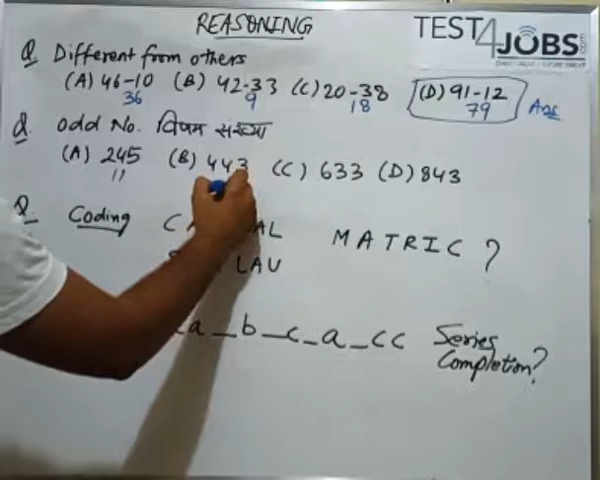 REASONING
TEST4JOBS.COM
Q Different from others
(A) 46-10 (B) 42-33 (C) 20-38 (D) 91-12 Ans
36 9 18 79
Q. Odd No. विषम संख्या
(A) 245 (B) 443 (C) 633 (D) 843
11
Q Coding AL MATRIC ?
LAU
a _ b _ c _ a _ c c Series
Completion?